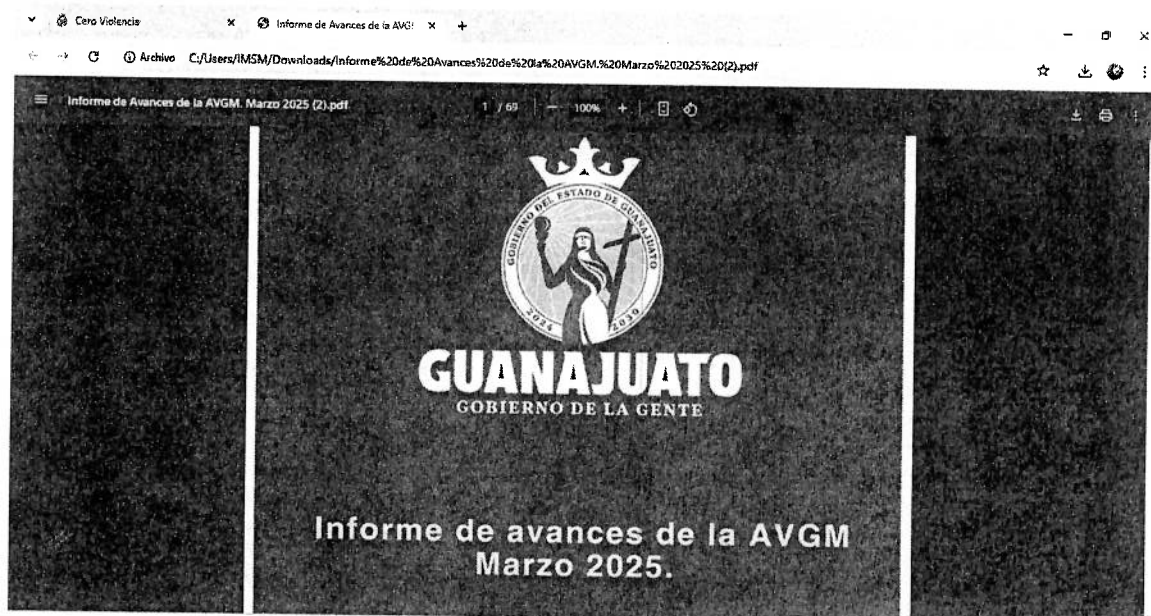 Cero Violencia
Informe de Avances de la AVG
Archivo C:/Users/IMSM/Downloads/Informe%20de%20Avances%20de%20la%20AVGM.%20Marzo%202025%20(2).pdf
Informe de Avances de la AVGM. Marzo 2025 (2).pdf 1 / 69 — 100% +
GOBIERNO DEL ESTADO DE GUANAJUATO
2024 2030
GUANAJUATO
GOBIERNO DE LA GENTE
Informe de avances de la AVGM
Marzo 2025.